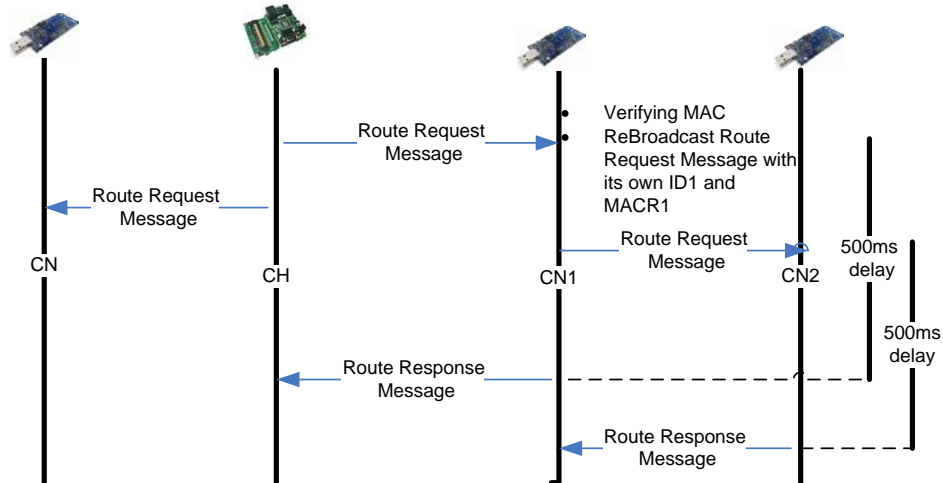 Verifying MAC
ReBroadcast Route
Request Message with
its own ID1 and
MACR1
Route Request
Message
Route Request
Message
Route Request
Message
500ms
delay
CN
CH
CN1
CN2
500ms
delay
Route Response
Message
Route Response
Message